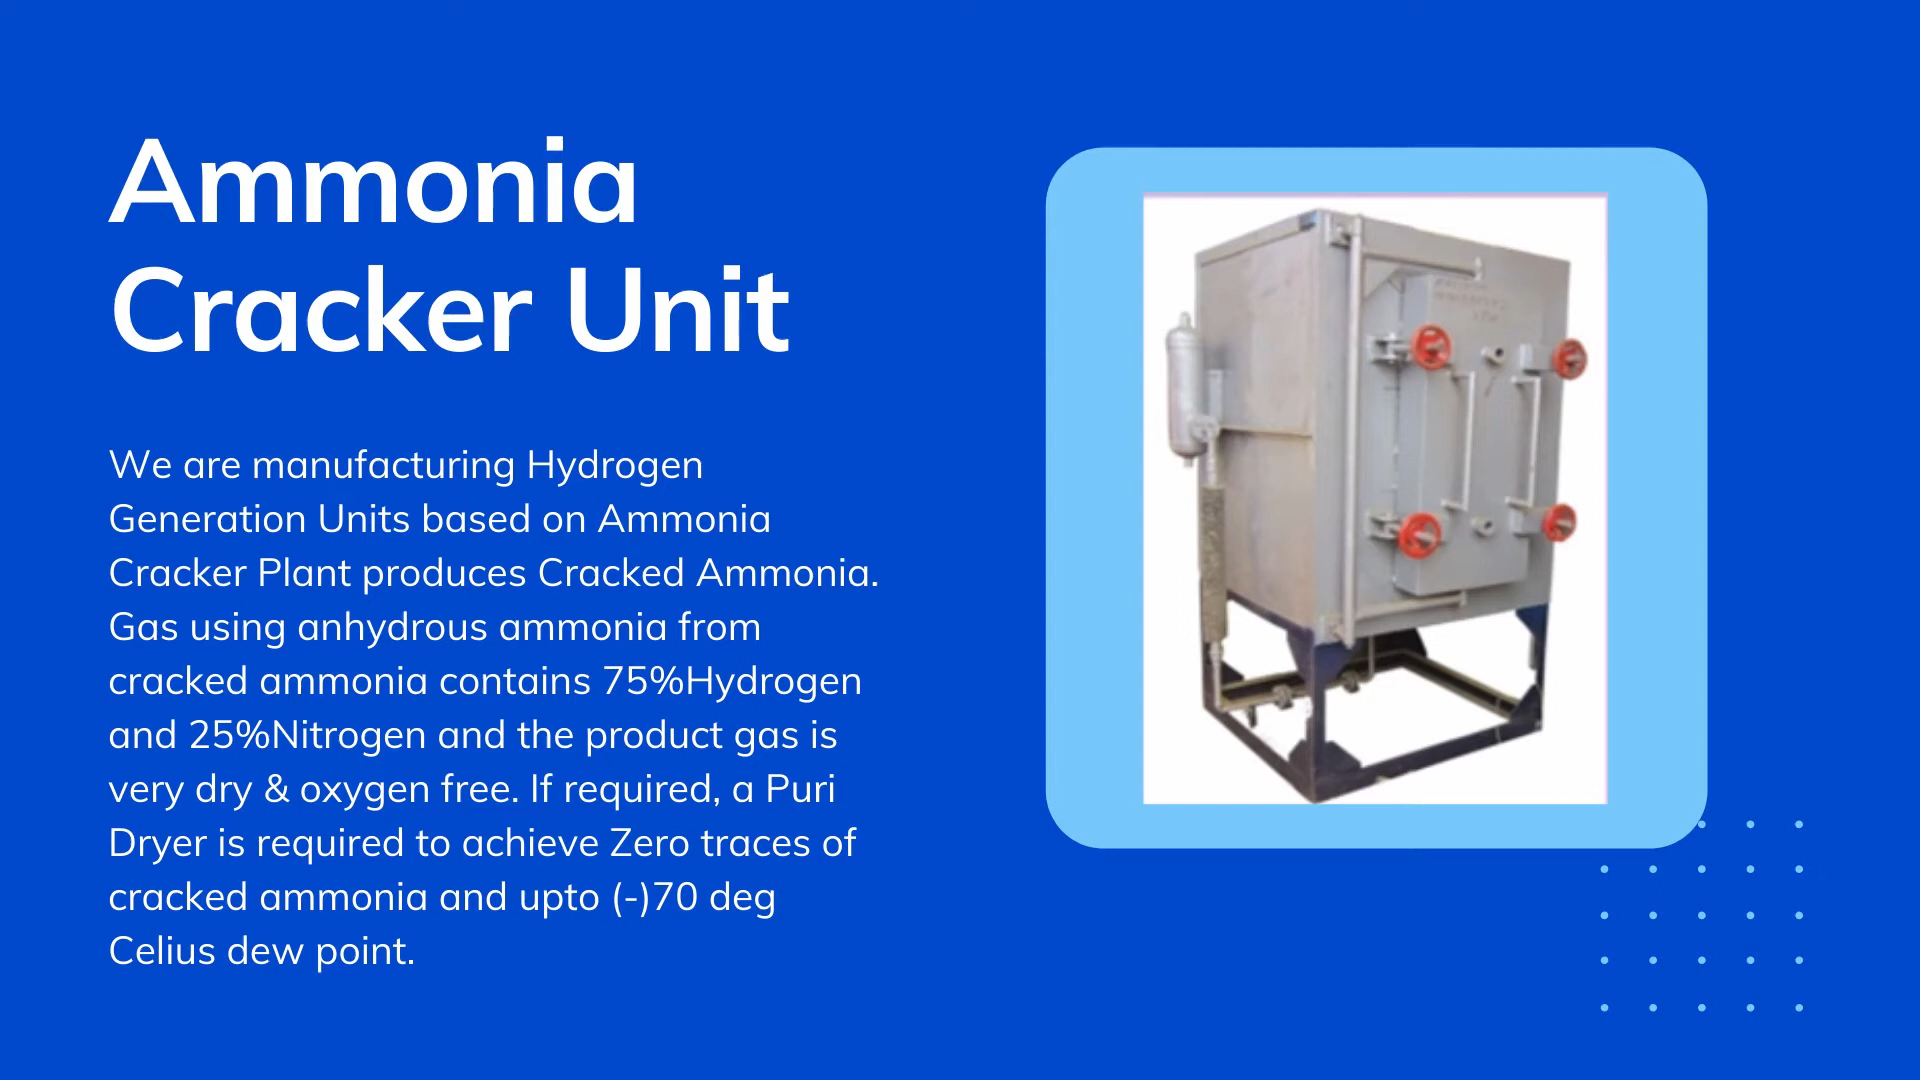 Ammonia
Cracker Unit
We are manufacturing Hydrogen
Generation Units based on Ammonia
Cracker Plant produces Cracked Ammonia.
Gas using anhydrous ammonia from
cracked ammonia contains 75%Hydrogen
and 25%Nitrogen and the product gas is
very dry & oxygen free. If required, a Puri
Dryer is required to achieve Zero traces of
cracked ammonia and upto (-)70 deg
Celius dew point.